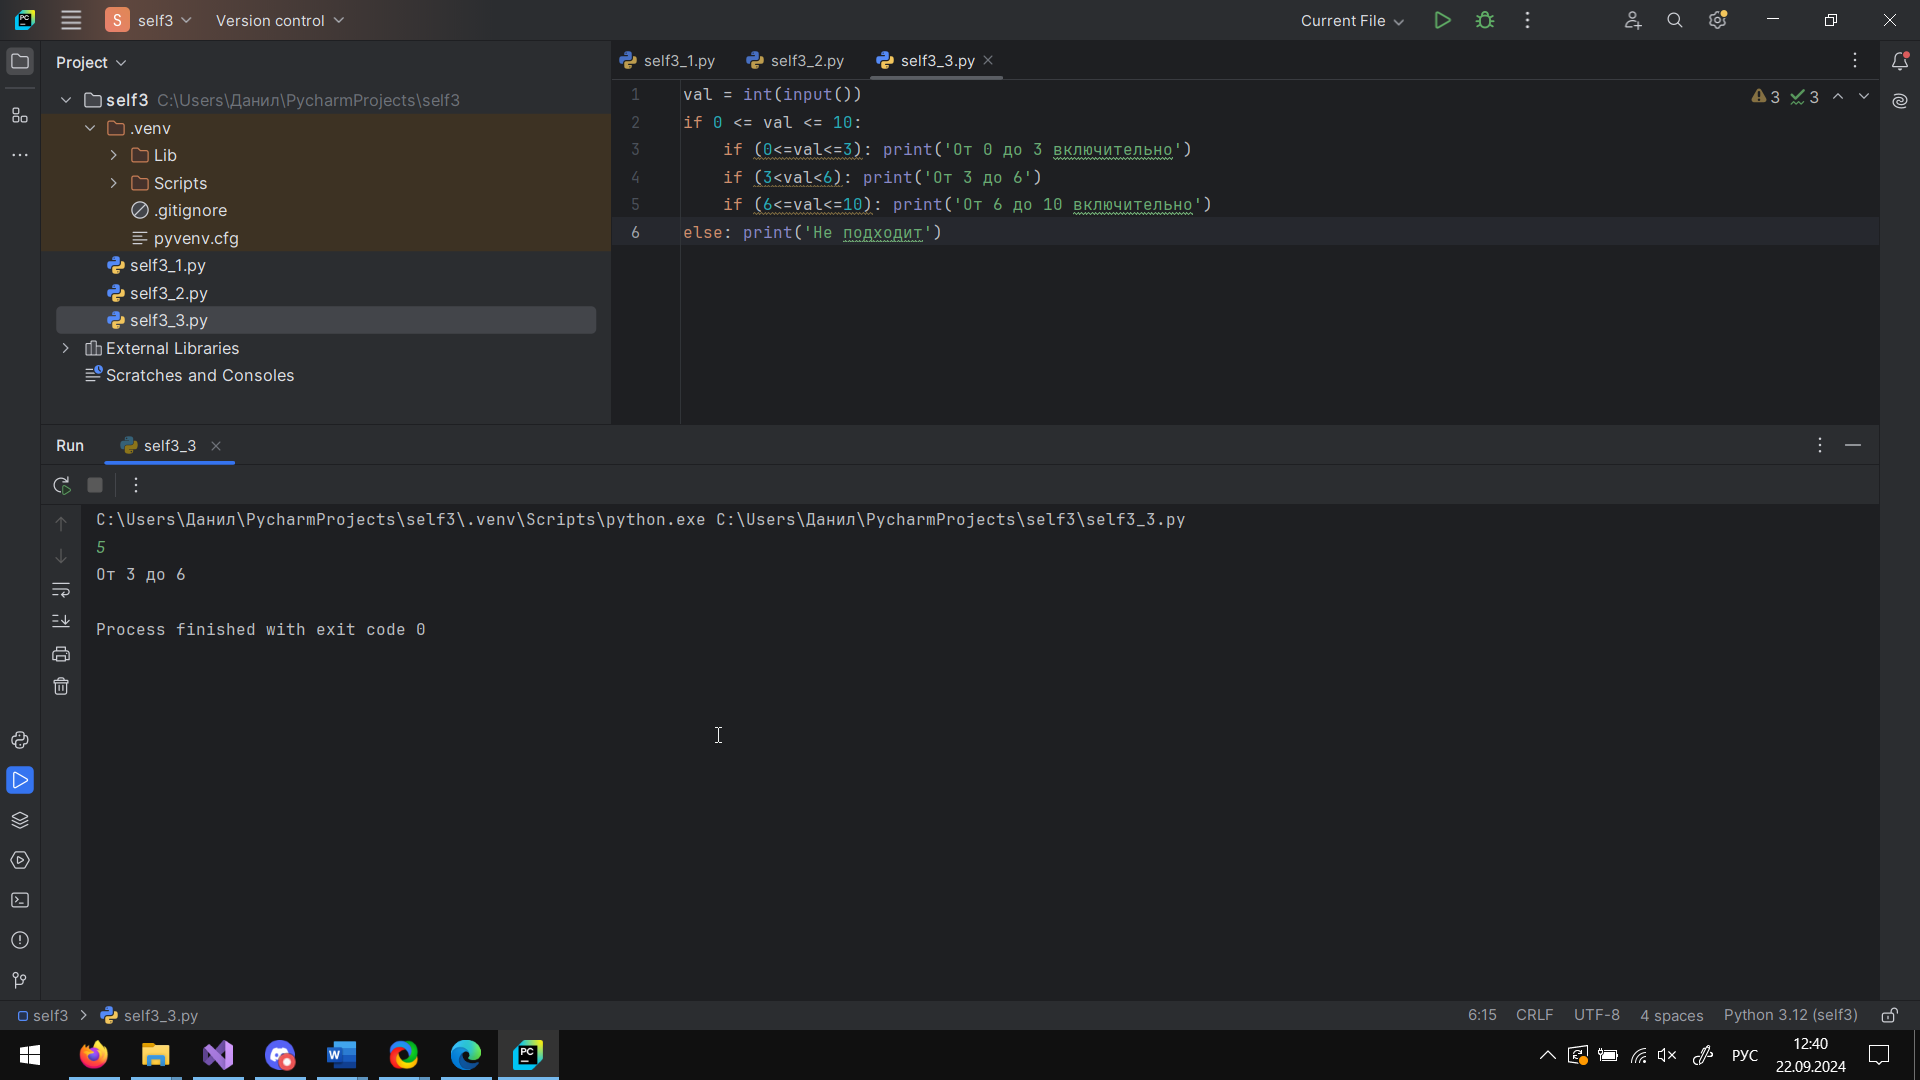 S self3 Version control Current File
Project
self3 C:\Users\Данил\PycharmProjects\self3
.venv
Lib
Scripts
.gitignore
pyvenv.cfg
self3_1.py
self3_2.py
self3_3.py
External Libraries
Scratches and Consoles
self3_1.py self3_2.py self3_3.py
3 3
1 val = int(input())
2 if 0 <= val <= 10:
3 if (0<=val<=3): print('От 0 до 3 включительно')
4 if (3<val<6): print('От 3 до 6')
5 if (6<=val<=10): print('От 6 до 10 включительно')
6 else: print('Не подходит')
Run self3_3
C:\Users\Данил\PycharmProjects\self3\.venv\Scripts\python.exe C:\Users\Данил\PycharmProjects\self3\self3_3.py
5
От 3 до 6
Process finished with exit code 0
self3 self3_3.py 6:15 CRLF UTF-8 4 spaces Python 3.12 (self3)
РУС
12:40
22.09.2024